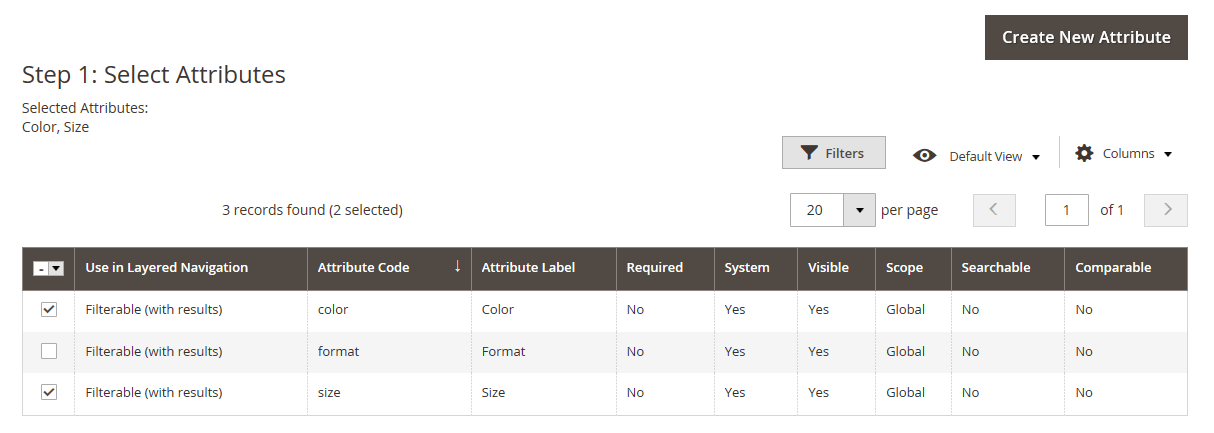 Create New Attribute
Step 1: Select Attributes
Selected Attributes:
Color, Size
Filters Default View Columns
3 records found (2 selected) 20 per page 1 of 1
- Use in Layered Navigation Attribute Code ↓ Attribute Label Required System Visible Scope Searchable Comparable
Filterable (with results) color Color No Yes Yes Global No No
Filterable (with results) format Format No Yes Yes Global No No
Filterable (with results) size Size No Yes Yes Global No No